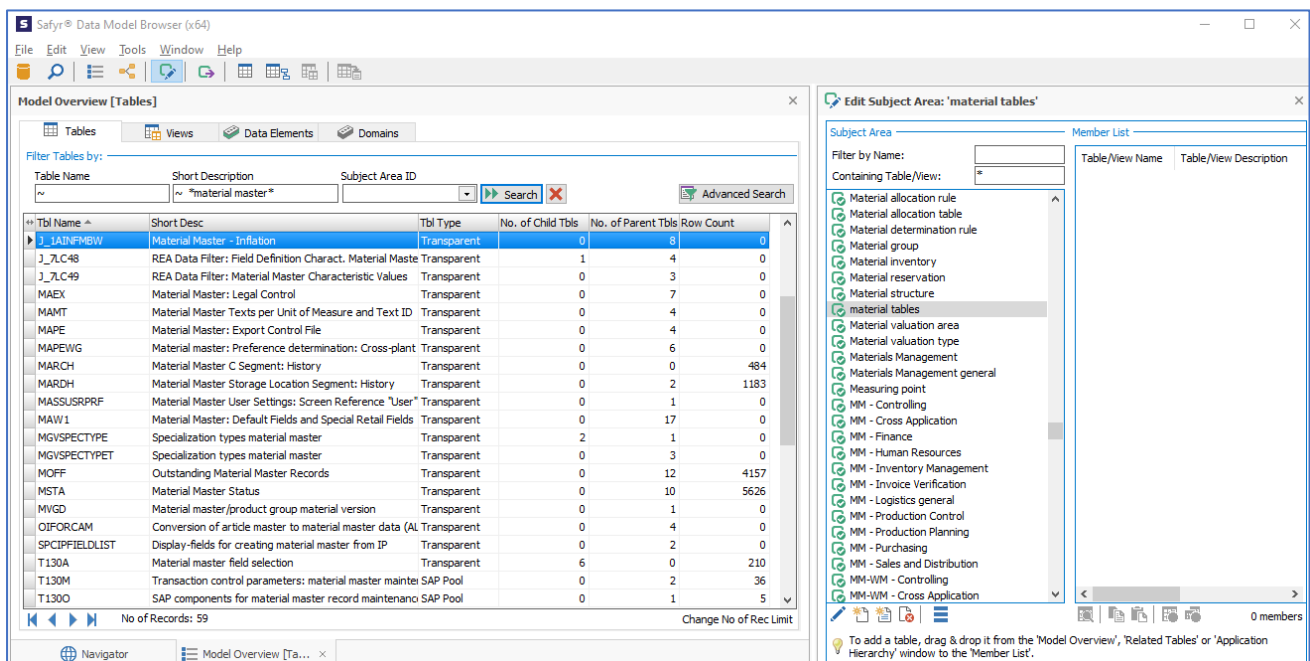 S Safyr® Data Model Browser (x64)
File Edit View Tools Window Help
Model Overview [Tables]
Tables Views Data Elements Domains
Filter Tables by:
Table Name Short Description Subject Area ID
~ ~ *material master* Search Advanced Search
Tbl Name Short Desc Tbl Type No. of Child Tbls No. of Parent Tbls Row Count
J_1AINFMBW Material Master - Inflation Transparent 0 8 0
J_7LC48 REA Data Filter: Field Definition Charact. Material Maste Transparent 1 4 0
J_7LC49 REA Data Filter: Material Master Characteristic Values Transparent 0 3 0
MAEX Material Master: Legal Control Transparent 0 7 0
MAMT Material Master Texts per Unit of Measure and Text ID Transparent 0 4 0
MAPE Material Master: Export Control File Transparent 0 4 0
MAPEWG Material master: Preference determination: Cross-plant Transparent 0 6 0
MARCH Material Master C Segment: History Transparent 0 0 484
MARDH Material Master Storage Location Segment: History Transparent 0 2 1183
MASSUSRPRF Material Master User Settings: Screen Reference "User" Transparent 0 1 0
MAW1 Material Master: Default Fields and Special Retail Fields Transparent 0 17 0
MGVSPECTYPE Specialization types material master Transparent 2 1 0
MGVSPECTYPET Specialization types material master Transparent 0 3 0
MOFF Outstanding Material Master Records Transparent 0 12 4157
MSTA Material Master Status Transparent 0 10 5626
MVGD Material master/product group material version Transparent 0 1 0
OIFORCAM Conversion of article master to material master data (AL Transparent 0 4 0
SPCIPFIELDLIST Display-fields for creating material master from IP Transparent 0 2 0
T130A Material master field selection Transparent 6 0 210
T130M Transaction control parameters: material master mainter SAP Pool 0 2 36
T130O SAP components for material master record maintenanc SAP Pool 0 1 5
No of Records: 59 Change No of Rec Limit
Navigator Model Overview [Ta... ×
Edit Subject Area: 'material tables'
Subject Area
Filter by Name:
Containing Table/View: *
Material allocation rule
Material allocation table
Material determination rule
Material group
Material inventory
Material reservation
Material structure
material tables
Material valuation area
Material valuation type
Materials Management
Materials Management general
Measuring point
MM - Controlling
MM - Cross Application
MM - Finance
MM - Human Resources
MM - Inventory Management
MM - Invoice Verification
MM - Logistics general
MM - Production Control
MM - Production Planning
MM - Purchasing
MM - Sales and Distribution
MM-WM - Controlling
MM-WM - Cross Application
Member List
Table/View Name Table/View Description
0 members
To add a table, drag & drop it from the 'Model Overview', 'Related Tables' or 'Application
Hierarchy' window to the 'Member List'.